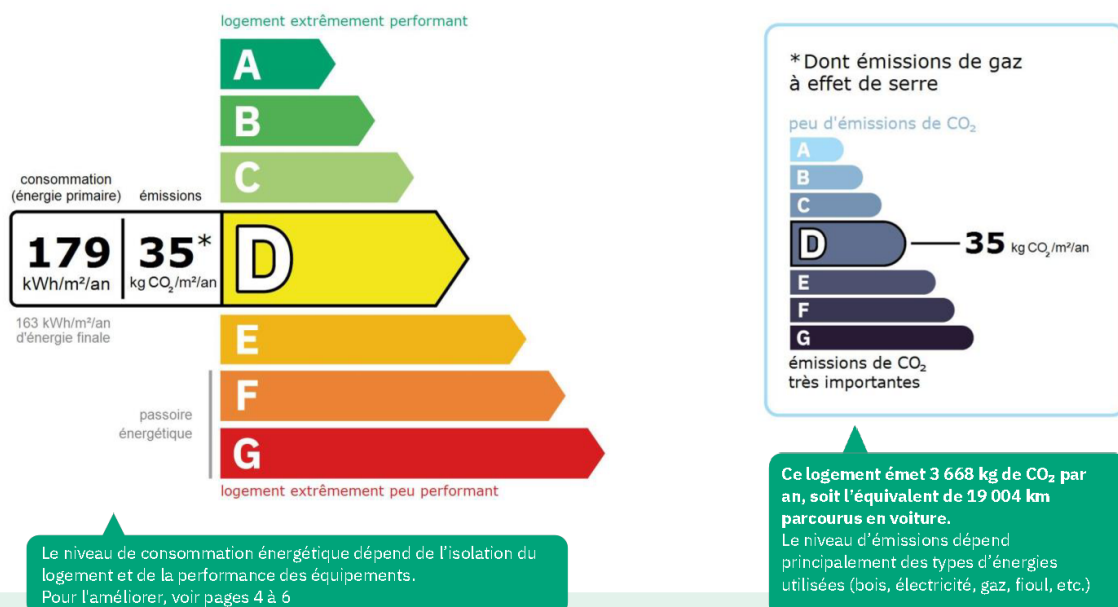 logement extrêmement performant
A
B
C
consommation
(énergie primaire)
émissions
179
kWh/m²/an
35*
kg CO₂/m²/an
D
163 kWh/m²/an
d'énergie finale
E
F
passoire
énergétique
G
logement extrêmement peu performant
Le niveau de consommation énergétique dépend de l'isolation du
logement et de la performance des équipements.
Pour l'améliorer, voir pages 4 à 6
*Dont émissions de gaz
à effet de serre
peu d'émissions de CO₂
A
B
C
D
35 kg CO₂/m²/an
E
F
G
émissions de CO₂
très importantes
Ce logement émet 3 668 kg de CO₂ par
an, soit l'équivalent de 19 004 km
parcourus en voiture.
Le niveau d'émissions dépend
principalement des types d'énergies
utilisées (bois, électricité, gaz, fioul, etc.)